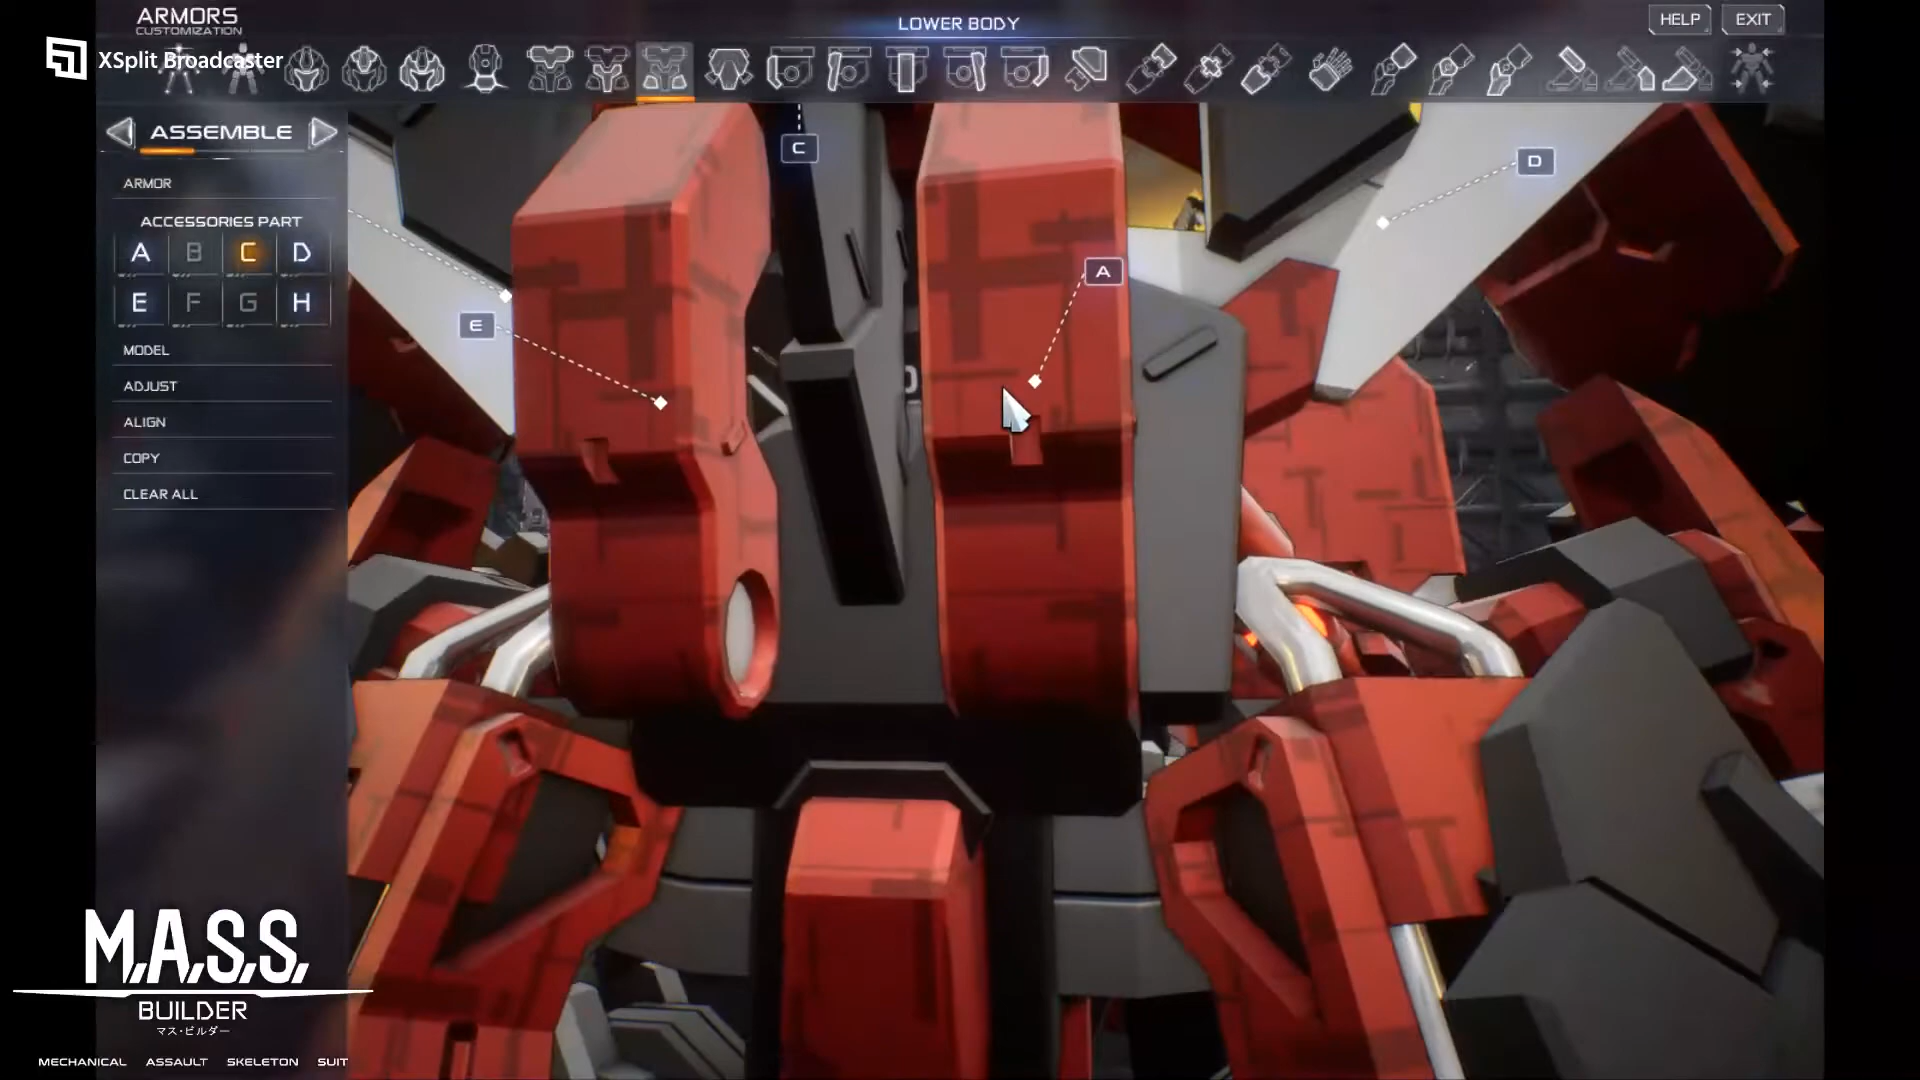 ARMORS
CUSTOMIZATION
XSplit Broadcaster
LOWER BODY
HELP
EXIT
ASSEMBLE
ARMOR
ACCESSORIES PART
A B C D
E F G H
MODEL
ADJUST
ALIGN
COPY
CLEAR ALL
C
D
A
E
M.A.S.S.
BUILDER
マス・ビルダー
MECHANICAL ASSAULT SKELETON SUIT